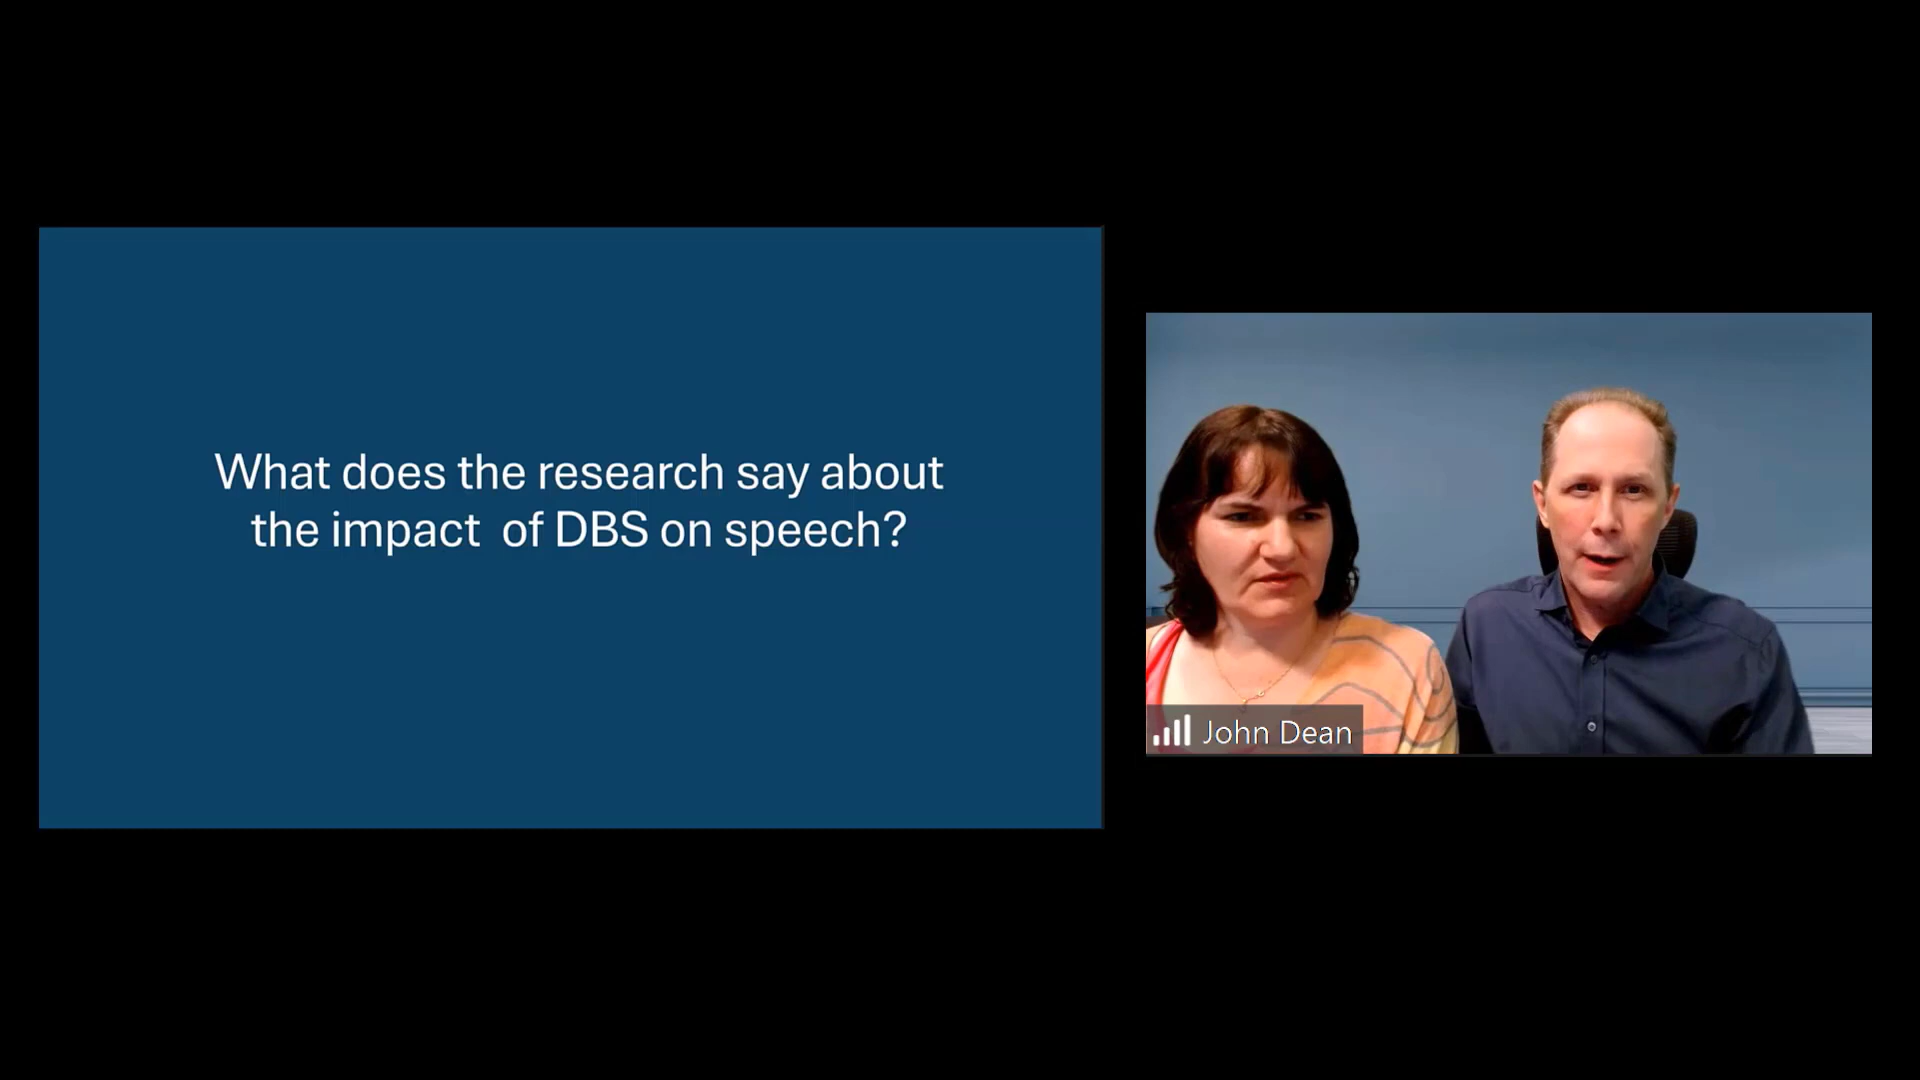 What does the research say about
the impact  of DBS on speech?
John Dean